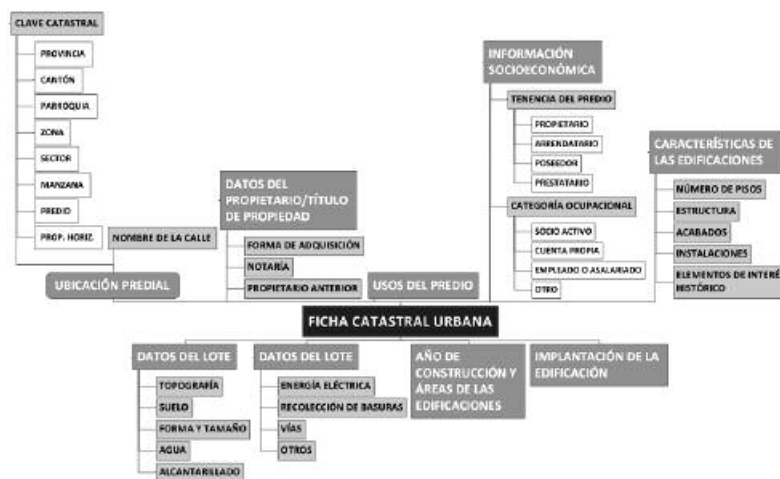 CLAVE CATASTRAL
PROVINCIA
CANTÓN
PARROQUIA
ZONA
SECTOR
MANZANA
PREDIO
PROP. HORIZ.
NOMBRE DE LA CALLE
UBICACIÓN PREDIAL
DATOS DEL
PROPIETARIO/TÍTULO
DE PROPIEDAD
FORMA DE ADQUISICIÓN
NOTARÍA
PROPIETARIO ANTERIOR
USOS DEL PREDIO
INFORMACIÓN
SOCIOECONÓMICA
TENENCIA DEL PREDIO
PROPIETARIO
ARRENDATARIO
POSEEDOR
PRESTATARIO
CATEGORÍA OCUPACIONAL
SOCIO ACTIVO
CUENTA PROPIA
EMPLEADO O ASALARIADO
OTRO
CARACTERÍSTICAS DE
LAS EDIFICACIONES
NÚMERO DE PISOS
ESTRUCTURA
ACABADOS
INSTALACIONES
ELEMENTOS DE INTERÉ
HISTÓRICO
FICHA CATASTRAL URBANA
DATOS DEL LOTE
TOPOGRAFÍA
SUELO
FORMA Y TAMAÑO
AGUA
ALCANTARILLADO
DATOS DEL LOTE
ENERGÍA ELÉCTRICA
RECOLECCIÓN DE BASURAS
VÍAS
OTROS
AÑO DE
CONSTRUCCIÓN Y
ÁREAS DE LAS
EDIFICACIONES
IMPLANTACIÓN DE LA
EDIFICACIÓN